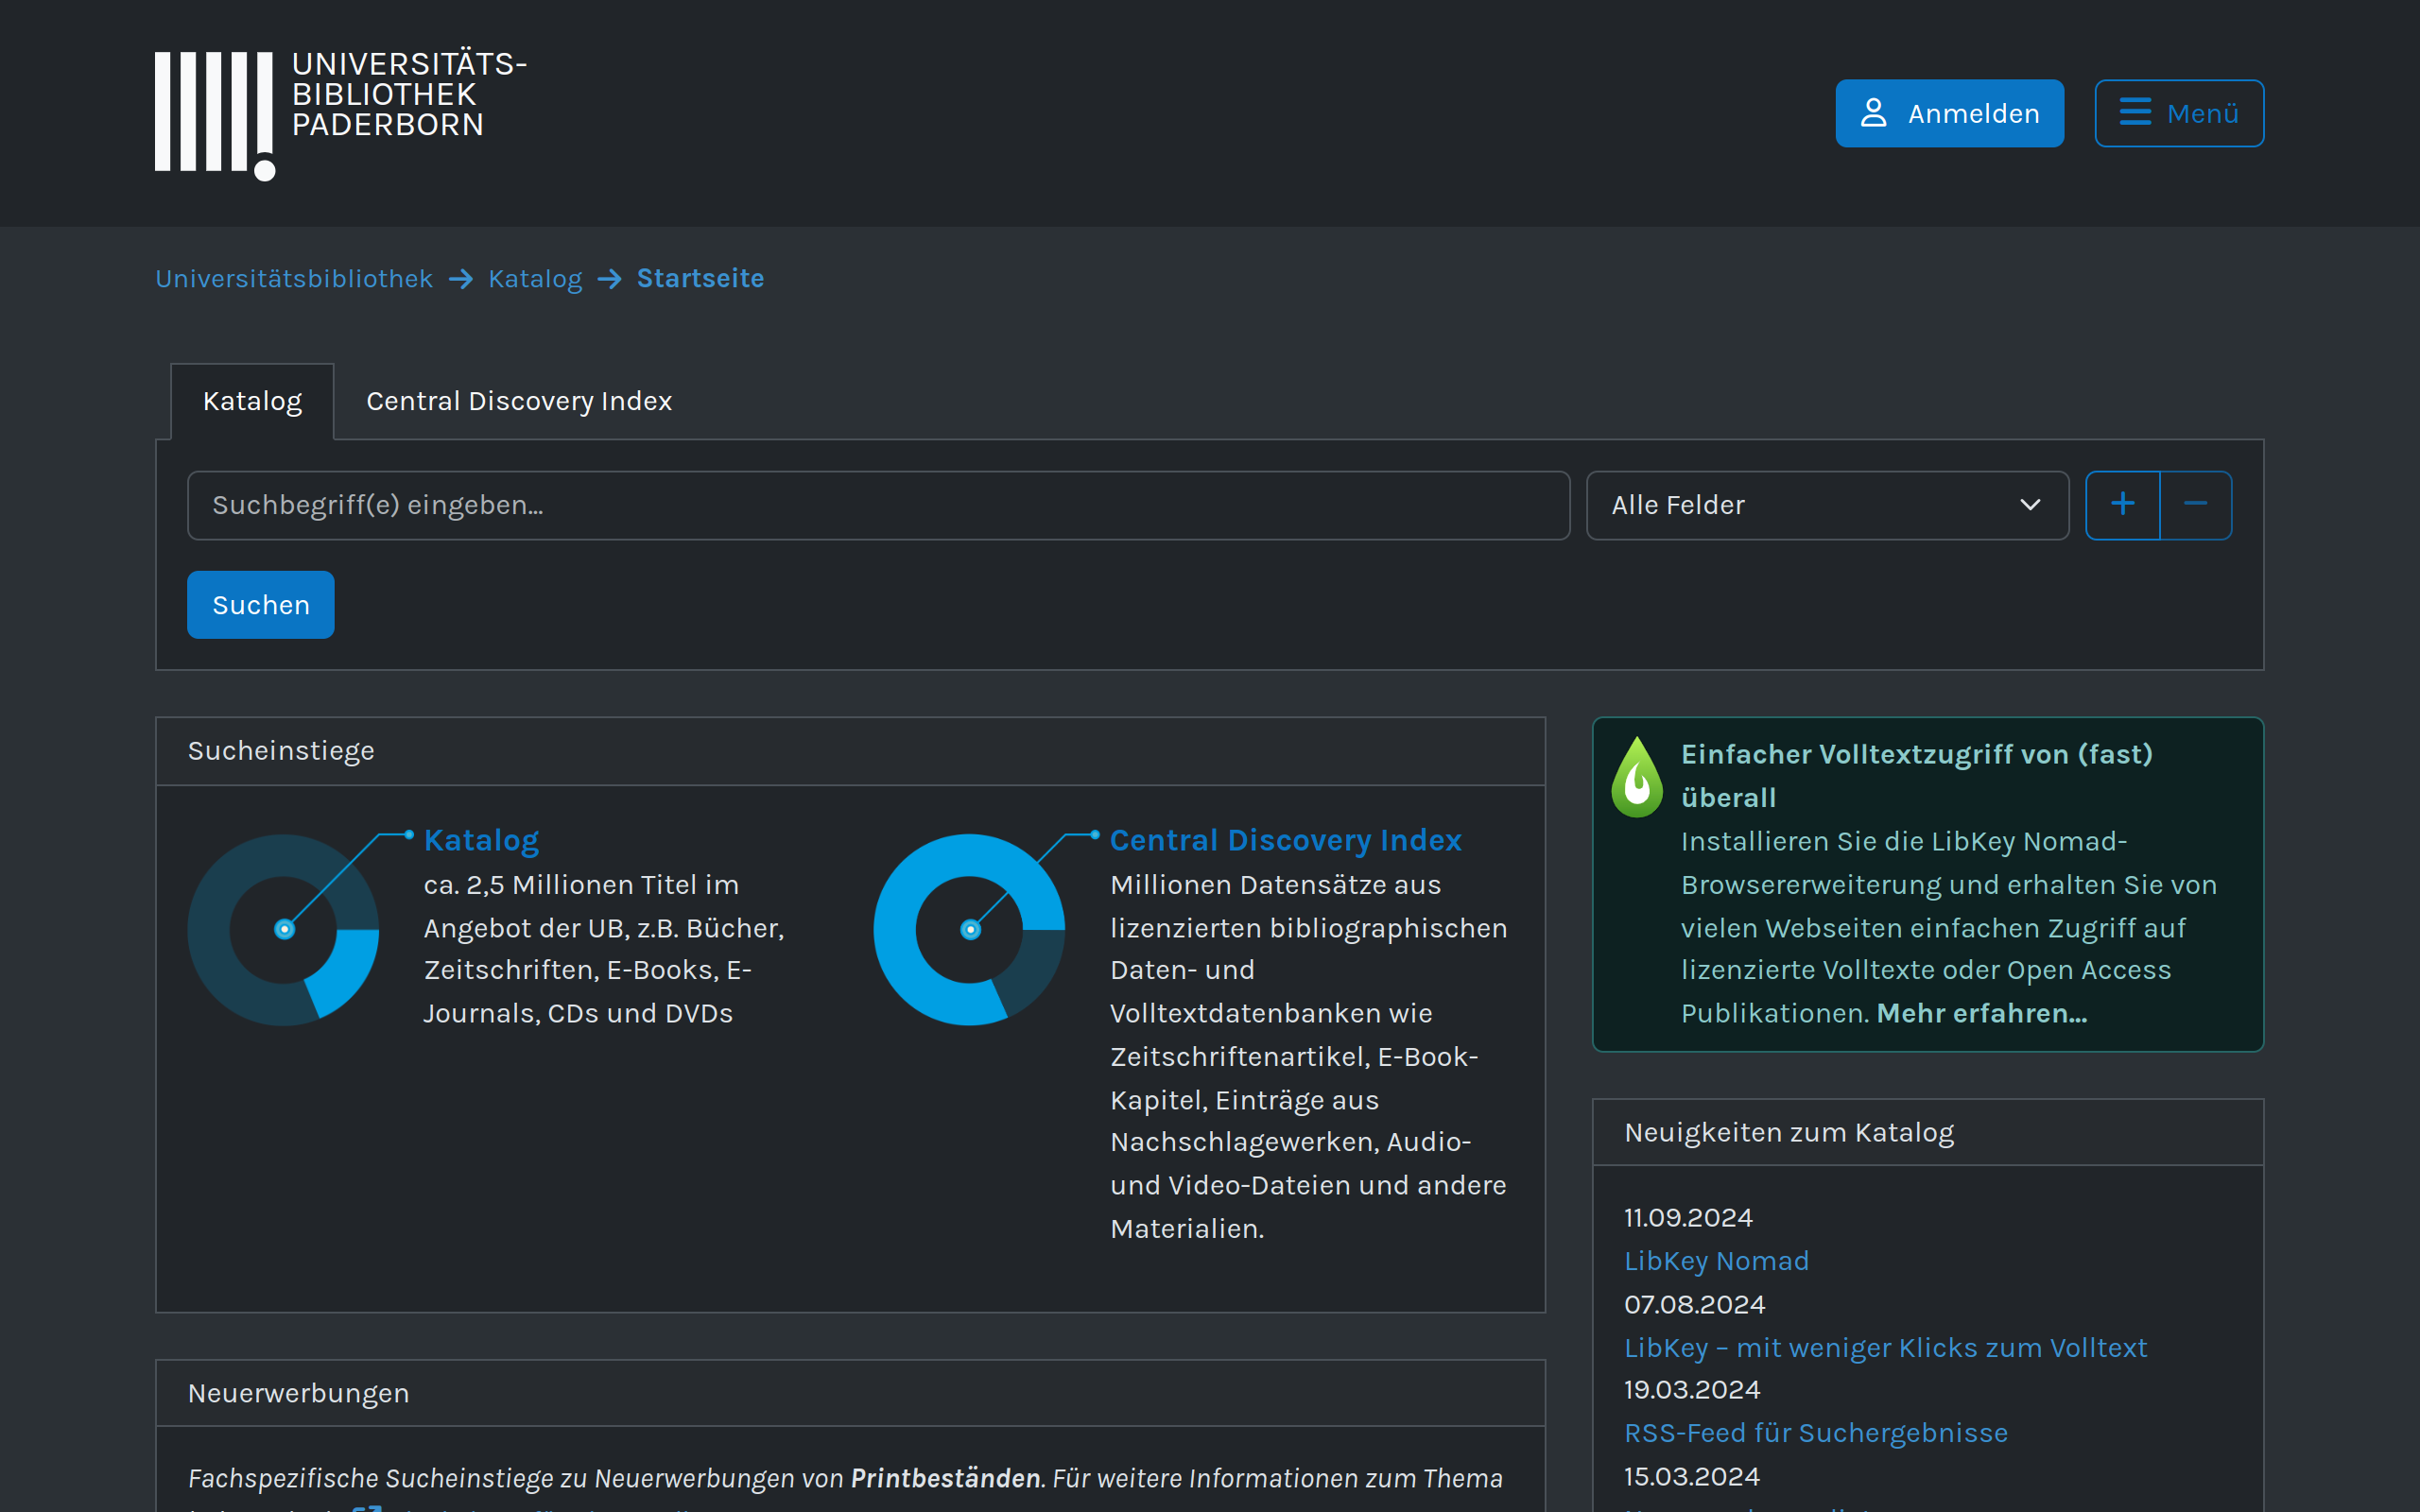 UNIVERSITÄTS-
BIBLIOTHEK
PADERBORN
Anmelden
Menü
Universitätsbibliothek → Katalog → Startseite
Katalog
Central Discovery Index
Suchbegriff(e) eingeben...
Alle Felder
Suchen
Sucheinstiege
Katalog
ca. 2,5 Millionen Titel im
Angebot der UB, z.B. Bücher,
Zeitschriften, E-Books, E-
Journals, CDs und DVDs
Central Discovery Index
Millionen Datensätze aus
lizenzierten bibliographischen
Daten- und
Volltextdatenbanken wie
Zeitschriftenartikel, E-Book-
Kapitel, Einträge aus
Nachschlagewerken, Audio-
und Video-Dateien und andere
Materialien.
Einfacher Volltextzugriff von (fast)
überall
Installieren Sie die LibKey Nomad-
Browsererweiterung und erhalten Sie von
vielen Webseiten einfachen Zugriff auf
lizenzierte Volltexte oder Open Access
Publikationen. Mehr erfahren...
Neuigkeiten zum Katalog
11.09.2024
LibKey Nomad
07.08.2024
LibKey – mit weniger Klicks zum Volltext
19.03.2024
RSS-Feed für Suchergebnisse
15.03.2024
Neuerwerbungen
Fachspezifische Sucheinstiege zu Neuerwerbungen von Printbeständen. Für weitere Informationen zum Thema